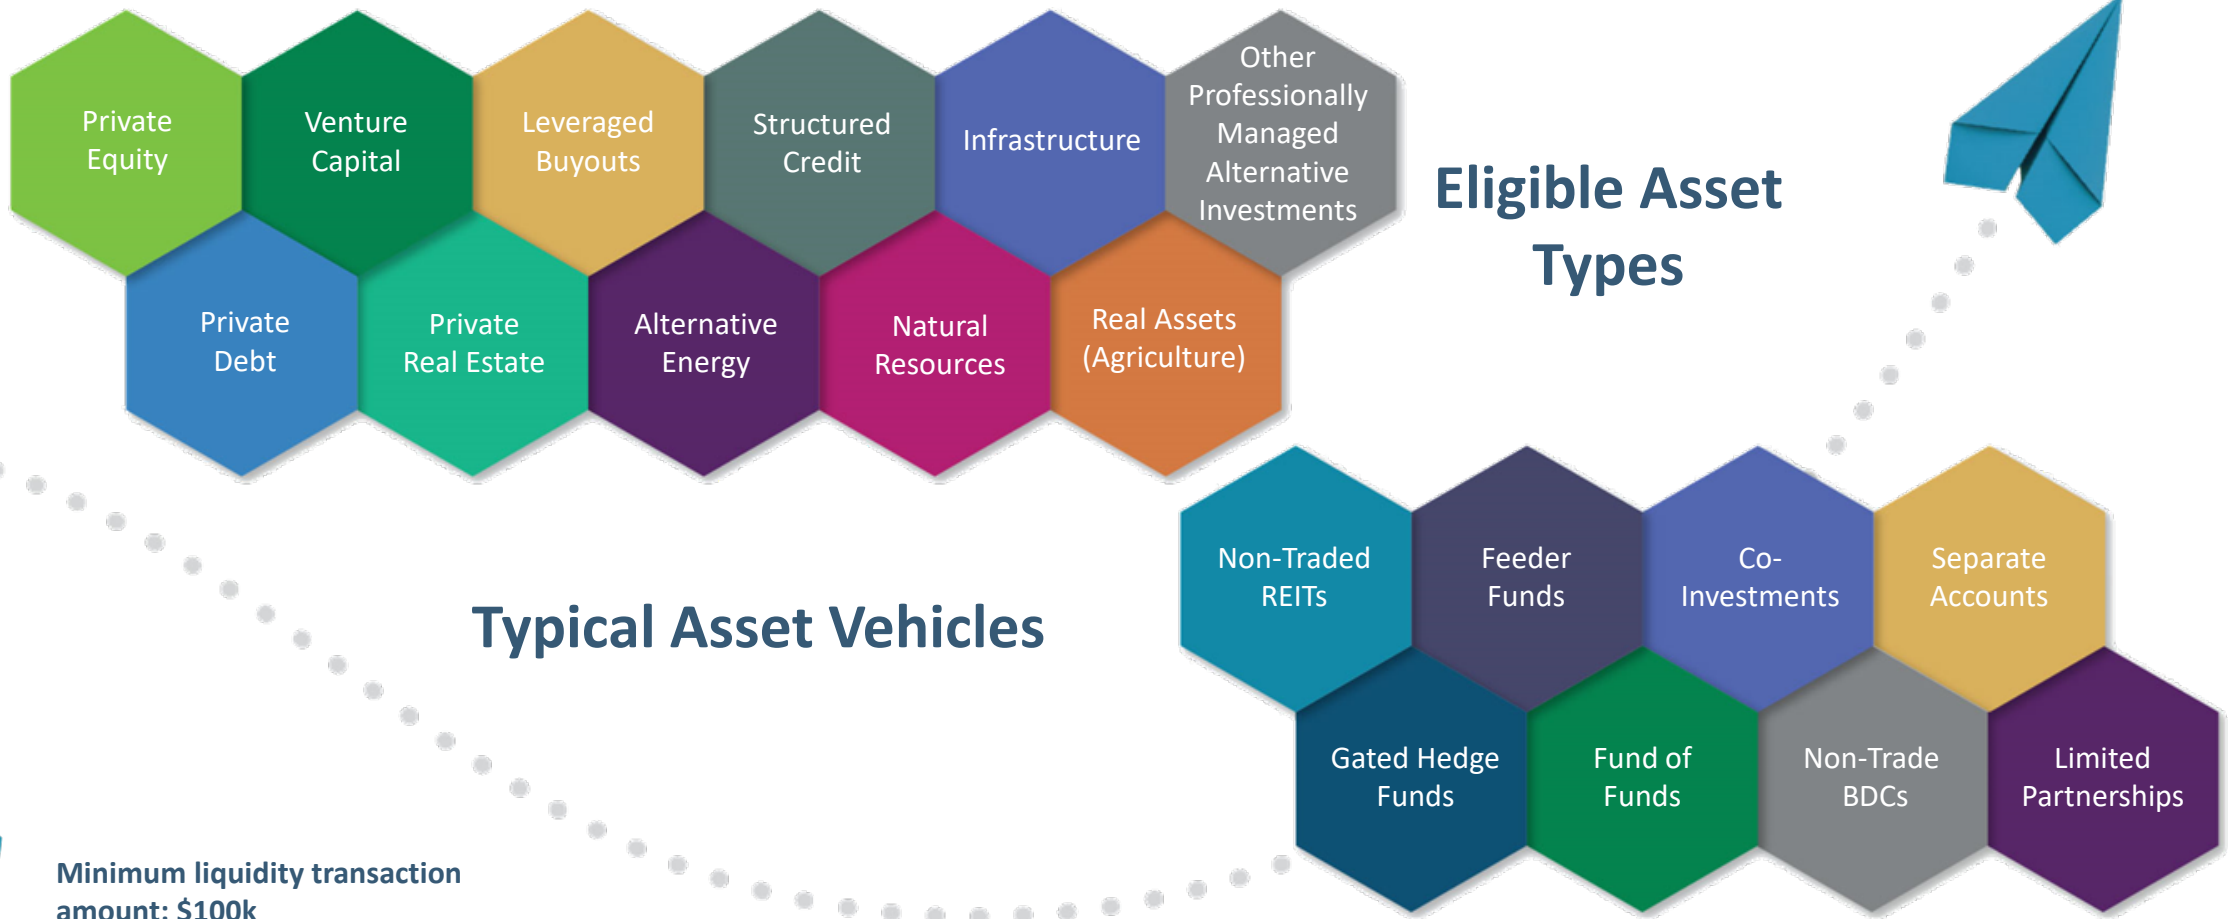 Private
Equity
Venture
Capital
Leveraged
Buyouts
Structured
Credit
Infrastructure
Other
Professionally
Managed
Alternative
Investments
Private
Debt
Private
Real Estate
Alternative
Energy
Natural
Resources
Real Assets
(Agriculture)
Eligible Asset
Types
Typical Asset Vehicles
Non-Traded
REITs
Feeder
Funds
Co-
Investments
Separate
Accounts
Gated Hedge
Funds
Fund of
Funds
Non-Trade
BDCs
Limited
Partnerships
Minimum liquidity transaction
amount: $100k